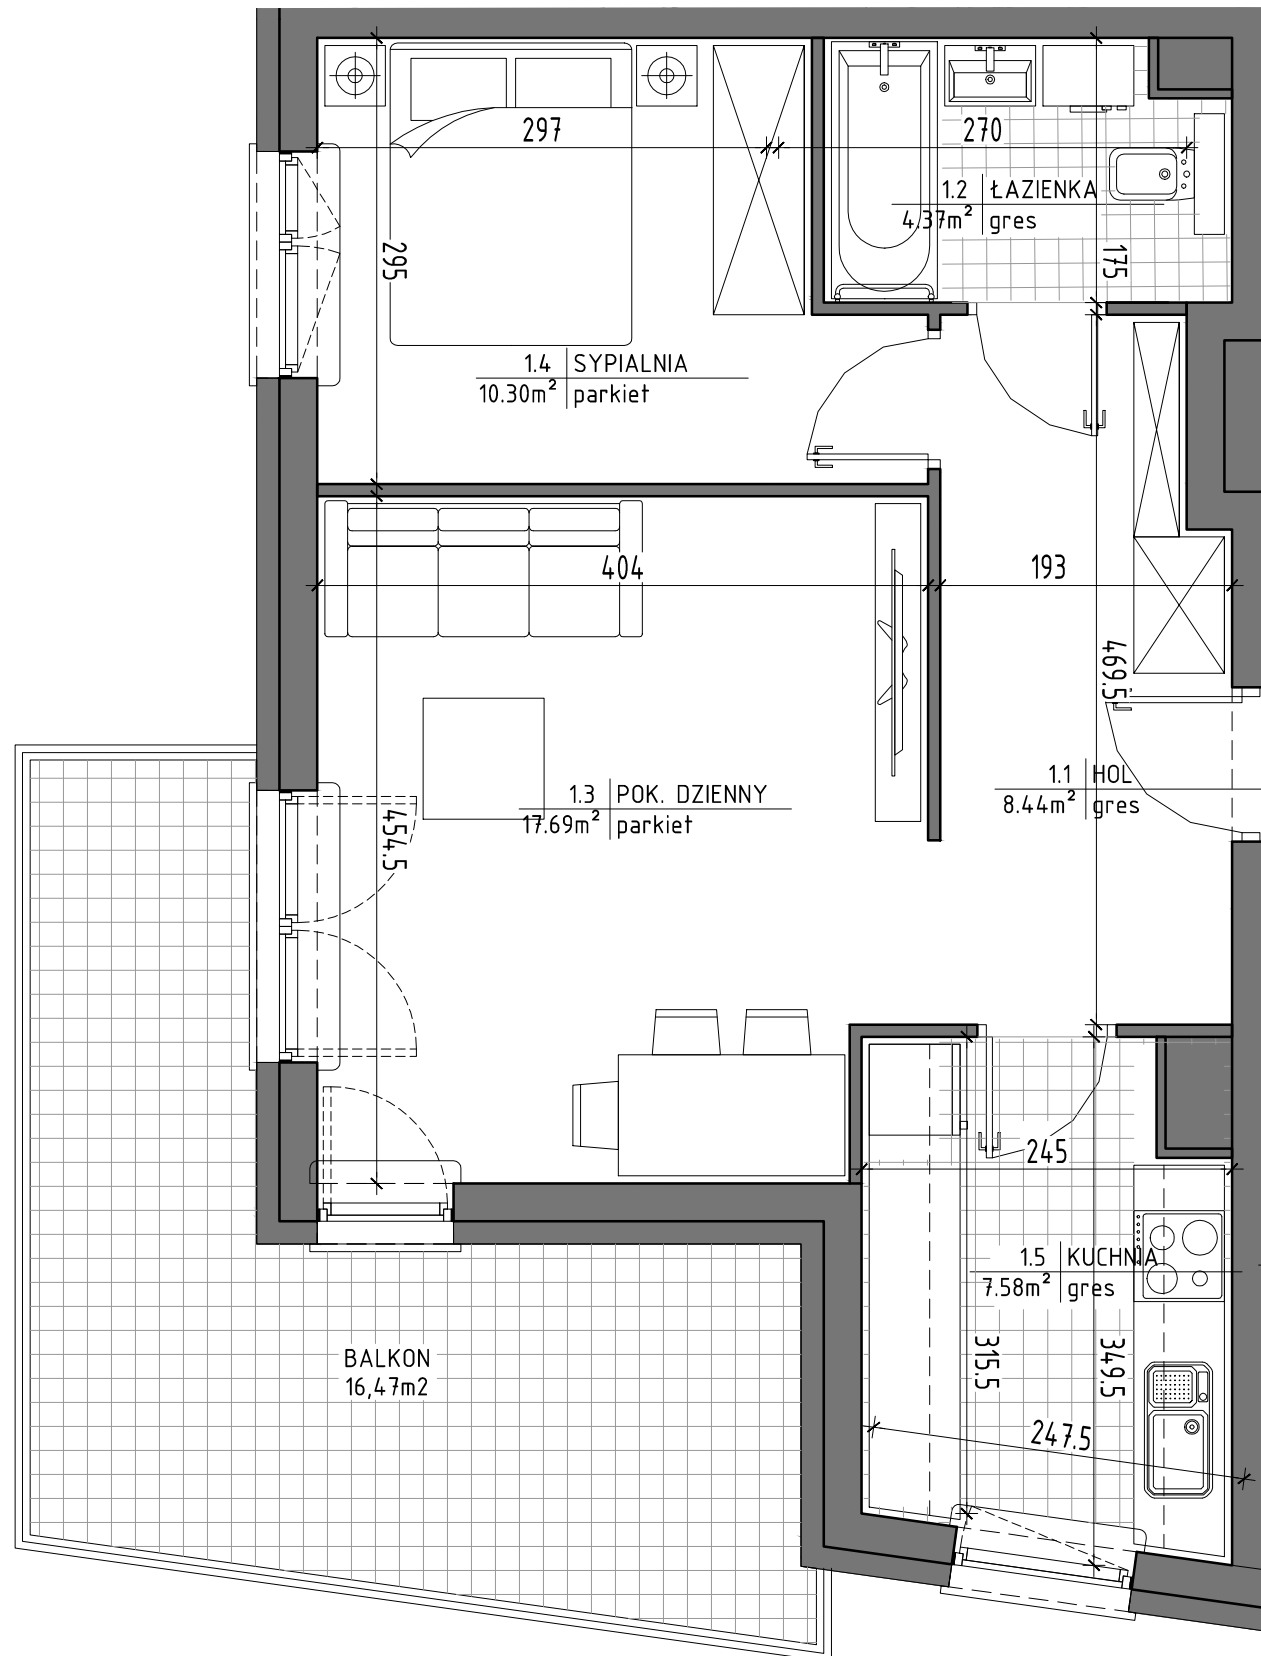 297
270
1.2 ŁAZIENKA
4.37m² gres
295
175
1.4 SYPIALNIA
10.30m² parkiet
404
193
469.5
1.1 HOL
8.44m² gres
1.3 POK. DZIENNY
17.69m² parkiet
454.5
245
1.5 KUCHNIA
7.58m² gres
315.5
349.5
BALKON
16,47m2
247.5